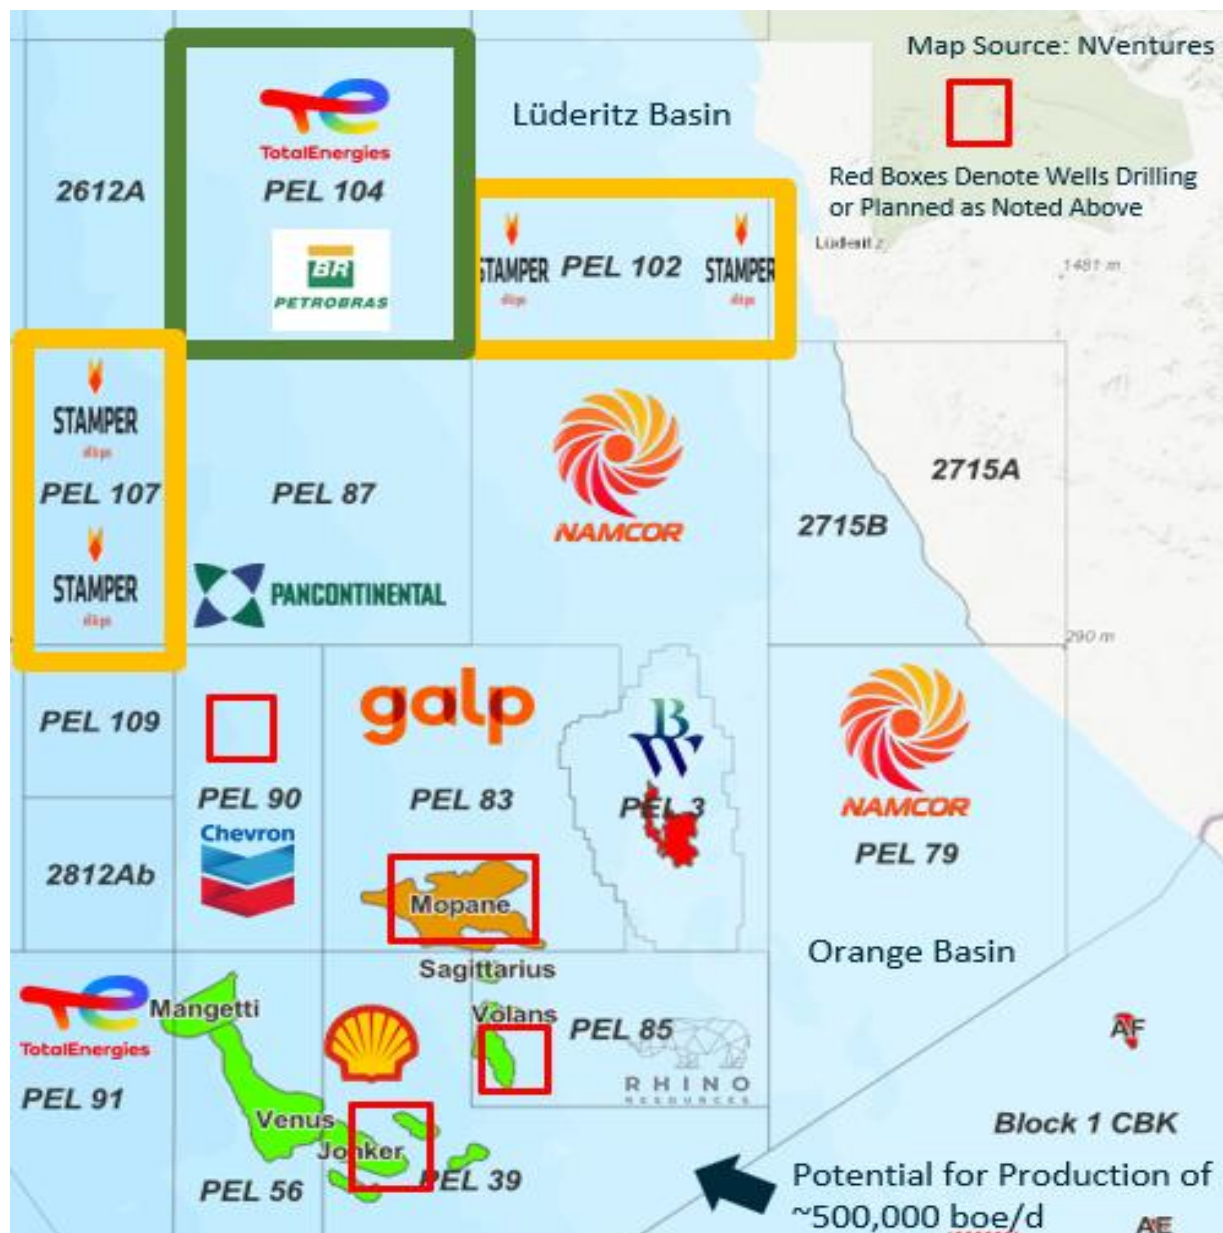 Map Source: NVentures
Lüderitz Basin
TotalEnergies
PEL 104
2612A
Red Boxes Denote Wells Drilling
or Planned as Noted Above
BR
PETROBRAS
STAMPER
PEL 102
STAMPER
Lüderitz
1481 m
STAMPER
PEL 107
STAMPER
PEL 87
PANCONTINENTAL
NAMCOR
2715A
2715B
290 m
PEL 109
galp
BW
PEL 90
PEL 83
PEL 3
NAMCOR
Chevron
PEL 79
2812Ab
Mopane
Orange Basin
Sagittarius
Mangetti
Volans
PEL 85
TotalEnergies
RHINO
RESOURCES
AF
PEL 91
Venus
Jonker
Block 1 CBK
PEL 56
PEL 39
Potential for Production of
~500,000 boe/d
AE